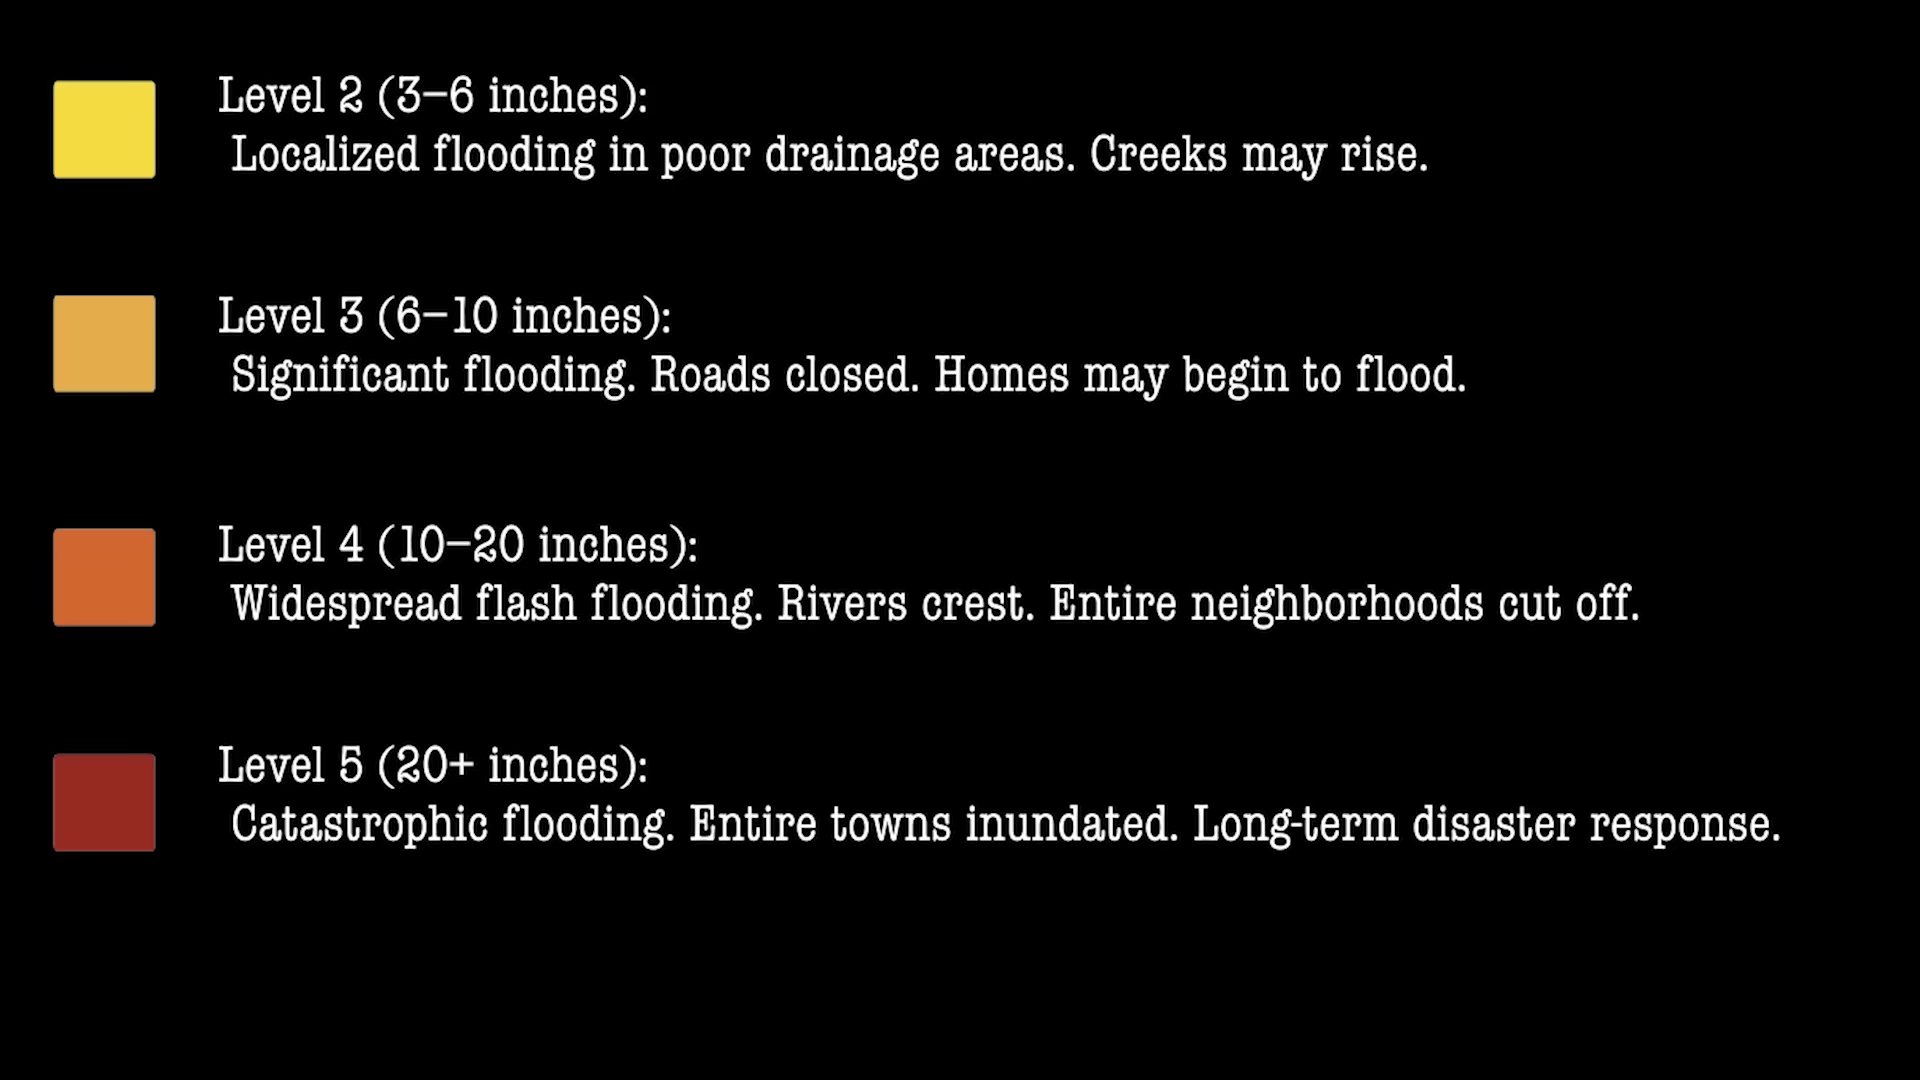 Level 2 (3–6 inches):
Localized flooding in poor drainage areas. Creeks may rise.
Level 3 (6–10 inches):
Significant flooding. Roads closed. Homes may begin to flood.
Level 4 (10–20 inches):
Widespread flash flooding. Rivers crest. Entire neighborhoods cut off.
Level 5 (20+ inches):
Catastrophic flooding. Entire towns inundated. Long-term disaster response.